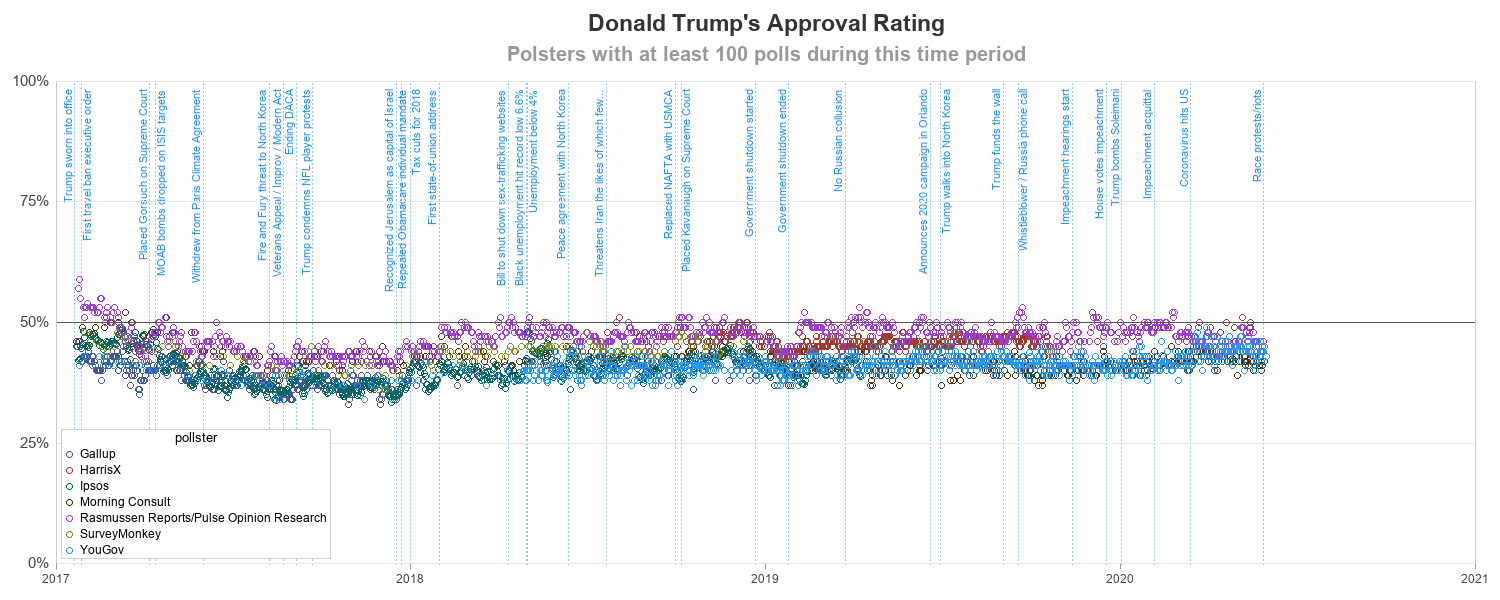 Donald Trump's Approval Rating
Polsters with at least 100 polls during this time period
100%
75%
50%
25%
0%
Trump sworn into office
First travel ban executive order
Placed Gorsuch on Supreme Court
MOAB bombs dropped on ISIS targets
Withdrew from Paris Climate Agreement
Fire and Fury threat to North Korea
Veterans Appeal / Improv / Modern Act
Ending DACA
Trump condemns NFL player protests
Recognized Jerusalem as capital of Israel
Repealed Obamacare individual mandate
Tax cuts for 2018
First state-of-union address
Bill to shut down sex-trafficking websites
Black unemployment hit record low 6.6%
Unemployment below 4%
Peace agreement with North Korea
Threatens Iran the likes of which few...
Replaced NAFTA with USMCA
Placed Kavanaugh on Supreme Court
Government shutdown started
Government shutdown ended
No Russian collusion
Announces 2020 campaign in Orlando
Trump walks into North Korea
Trump funds the wall
Whistleblower / Russia phone call
Impeachment hearings start
House votes impeachment
Trump bombs Soleimani
Impeachment acquittal
Coronavirus hits US
Race protests/riots
pollster
Gallup
HarrisX
Ipsos
Morning Consult
Rasmussen Reports/Pulse Opinion Research
SurveyMonkey
YouGov
2017
2018
2019
2020
2021